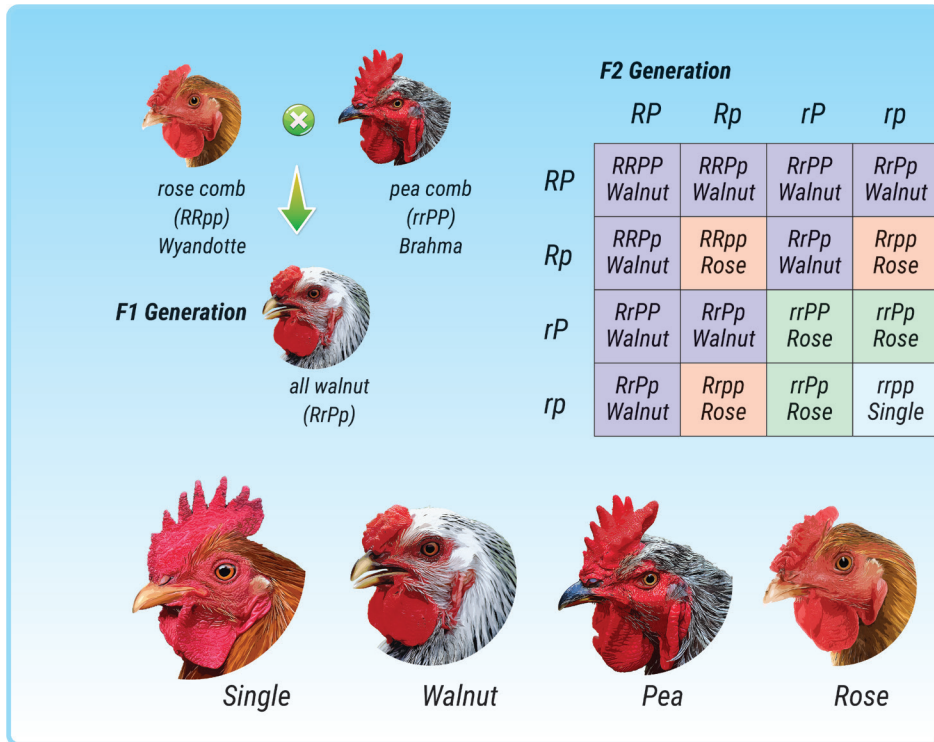 F2 Generation
RP Rp rP rp
rose comb
(RRpp)
Wyandotte
pea comb
(rrPP)
Brahma
F1 Generation
all walnut
(RrPp)
RP
RRPP
Walnut
RRPp
Walnut
RrPP
Walnut
RrPp
Walnut
Rp
RRPp
Walnut
RRpp
Rose
RrPp
Walnut
Rrpp
Rose
rP
RrPP
Walnut
RrPp
Walnut
rrPP
Rose
rrPp
Rose
rp
RrPp
Walnut
Rrpp
Rose
rrPp
Rose
rrpp
Single
Single
Walnut
Pea
Rose